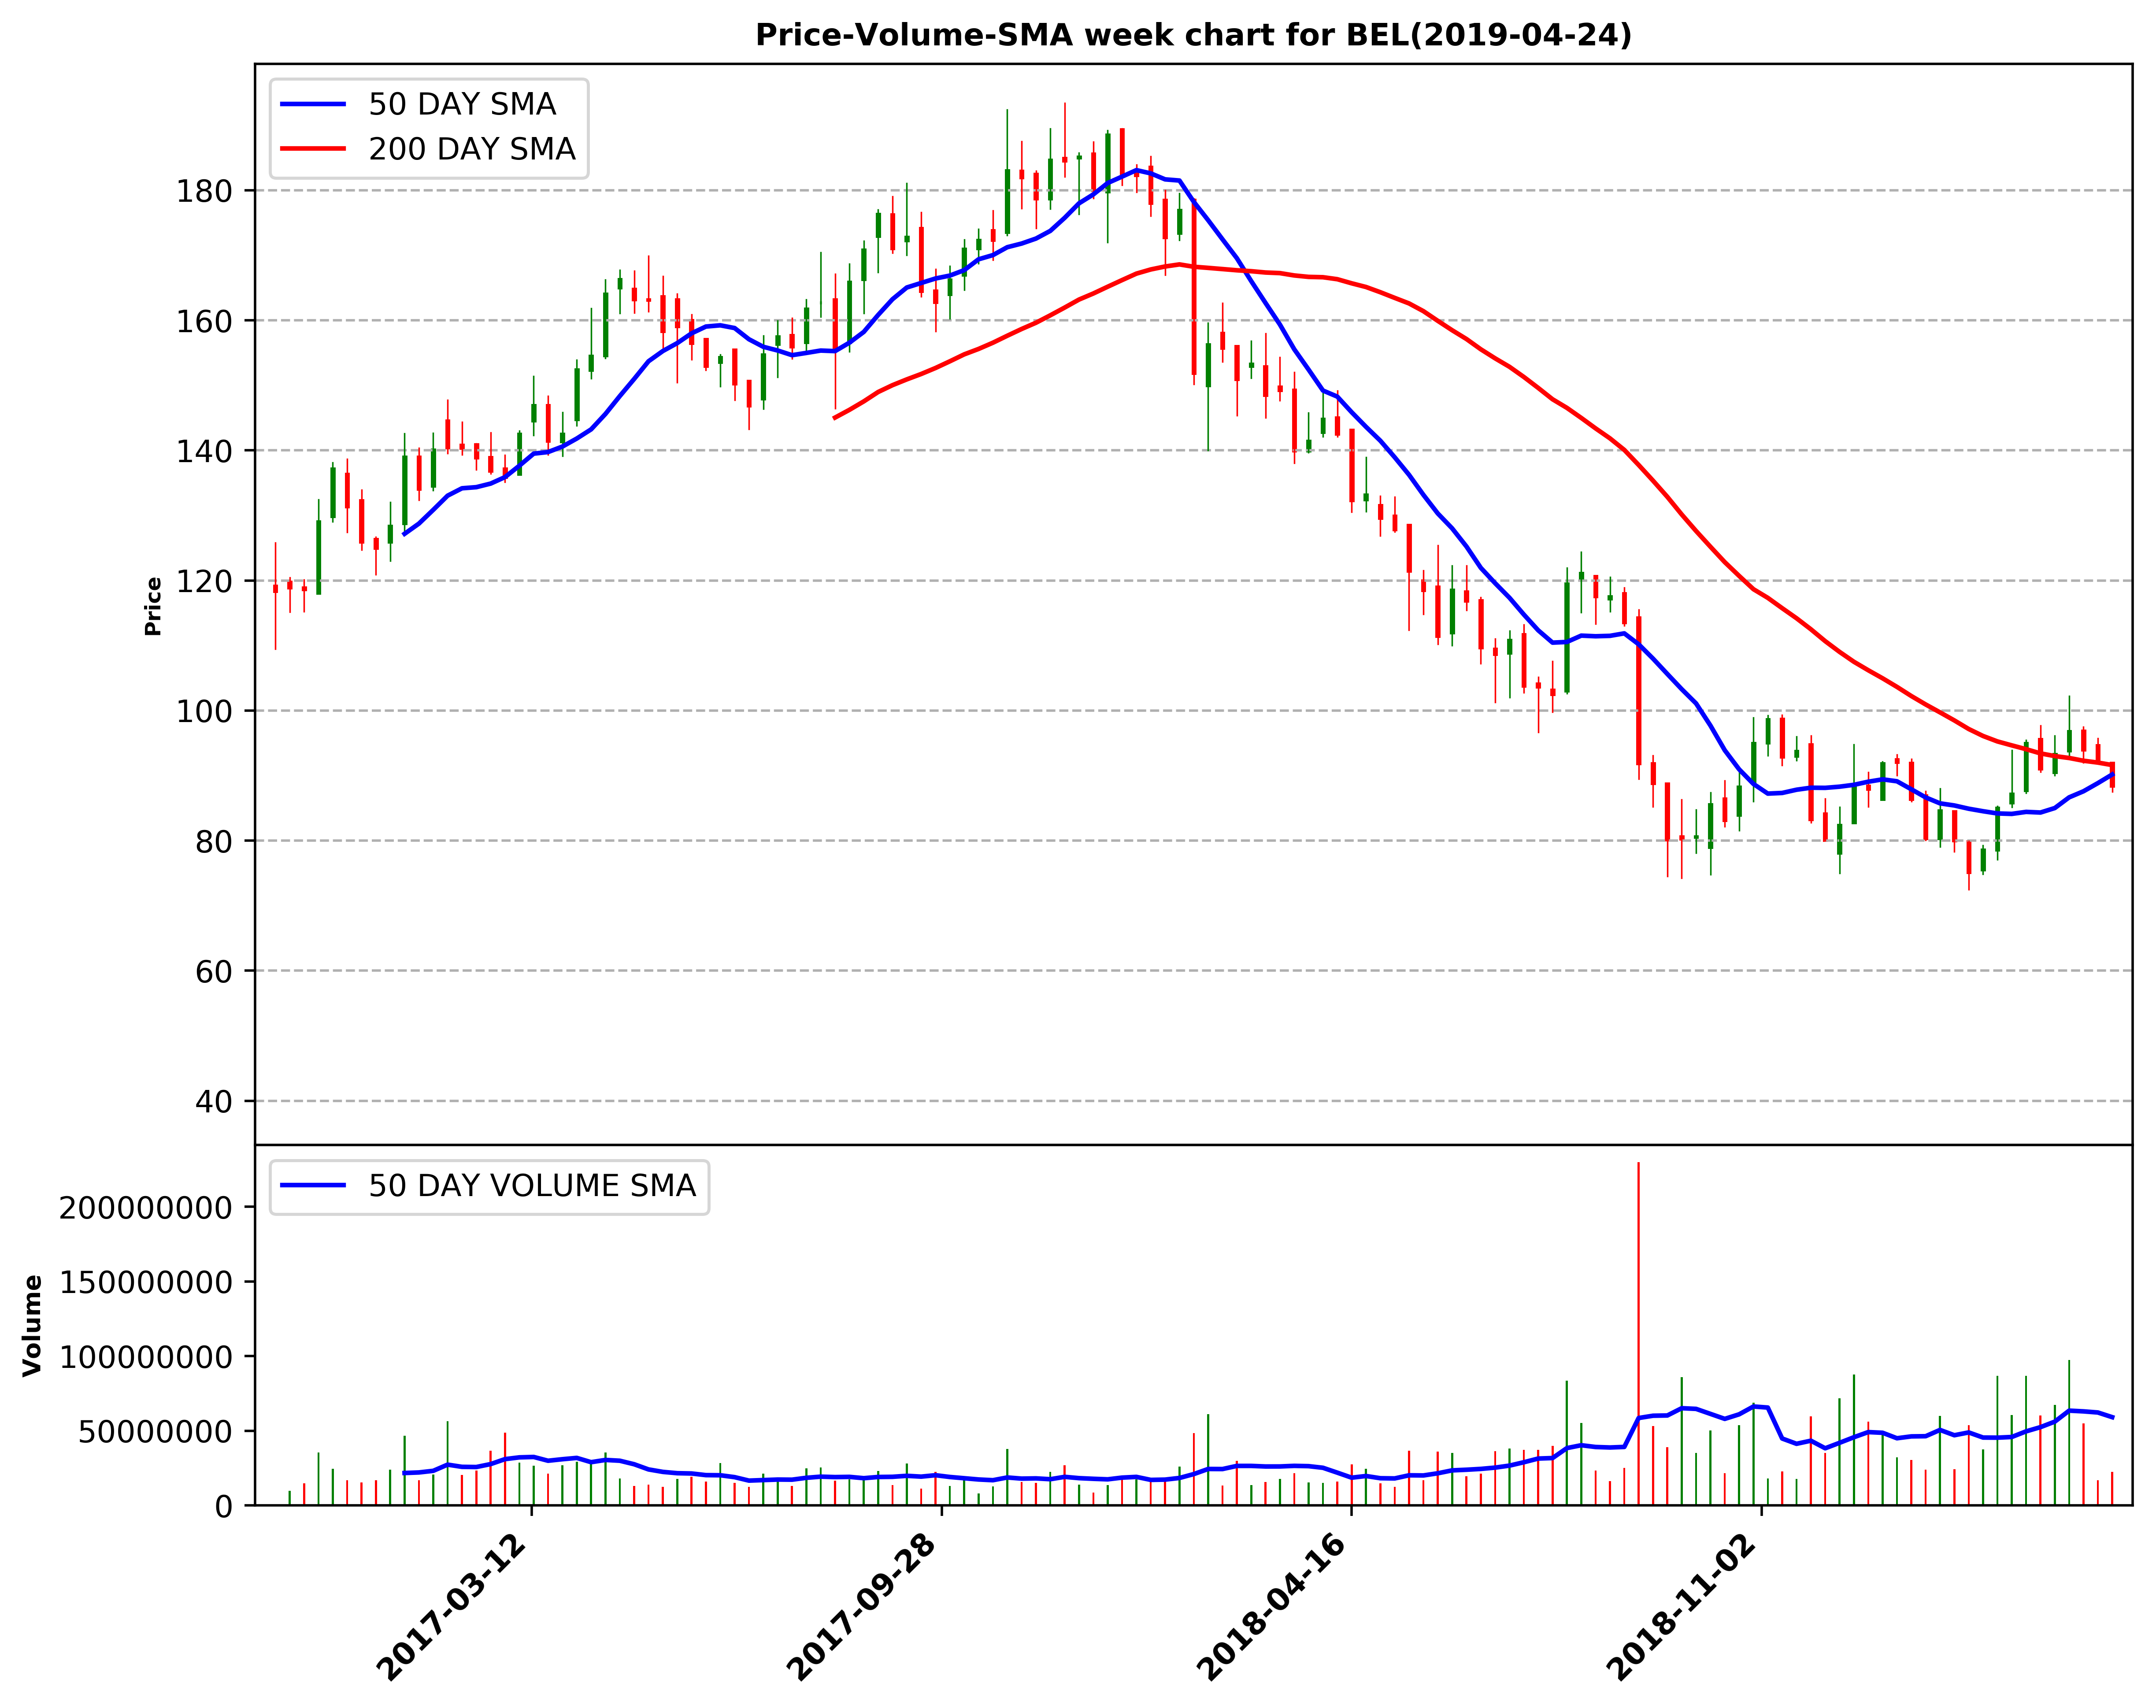 Price-Volume-SMA week chart for BEL(2019-04-24)
50 DAY SMA
200 DAY SMA
180
160
140
120
100
80
60
40
Price
50 DAY VOLUME SMA
200000000
150000000
100000000
50000000
0
Volume
2017-03-12
2017-09-28
2018-04-16
2018-11-02